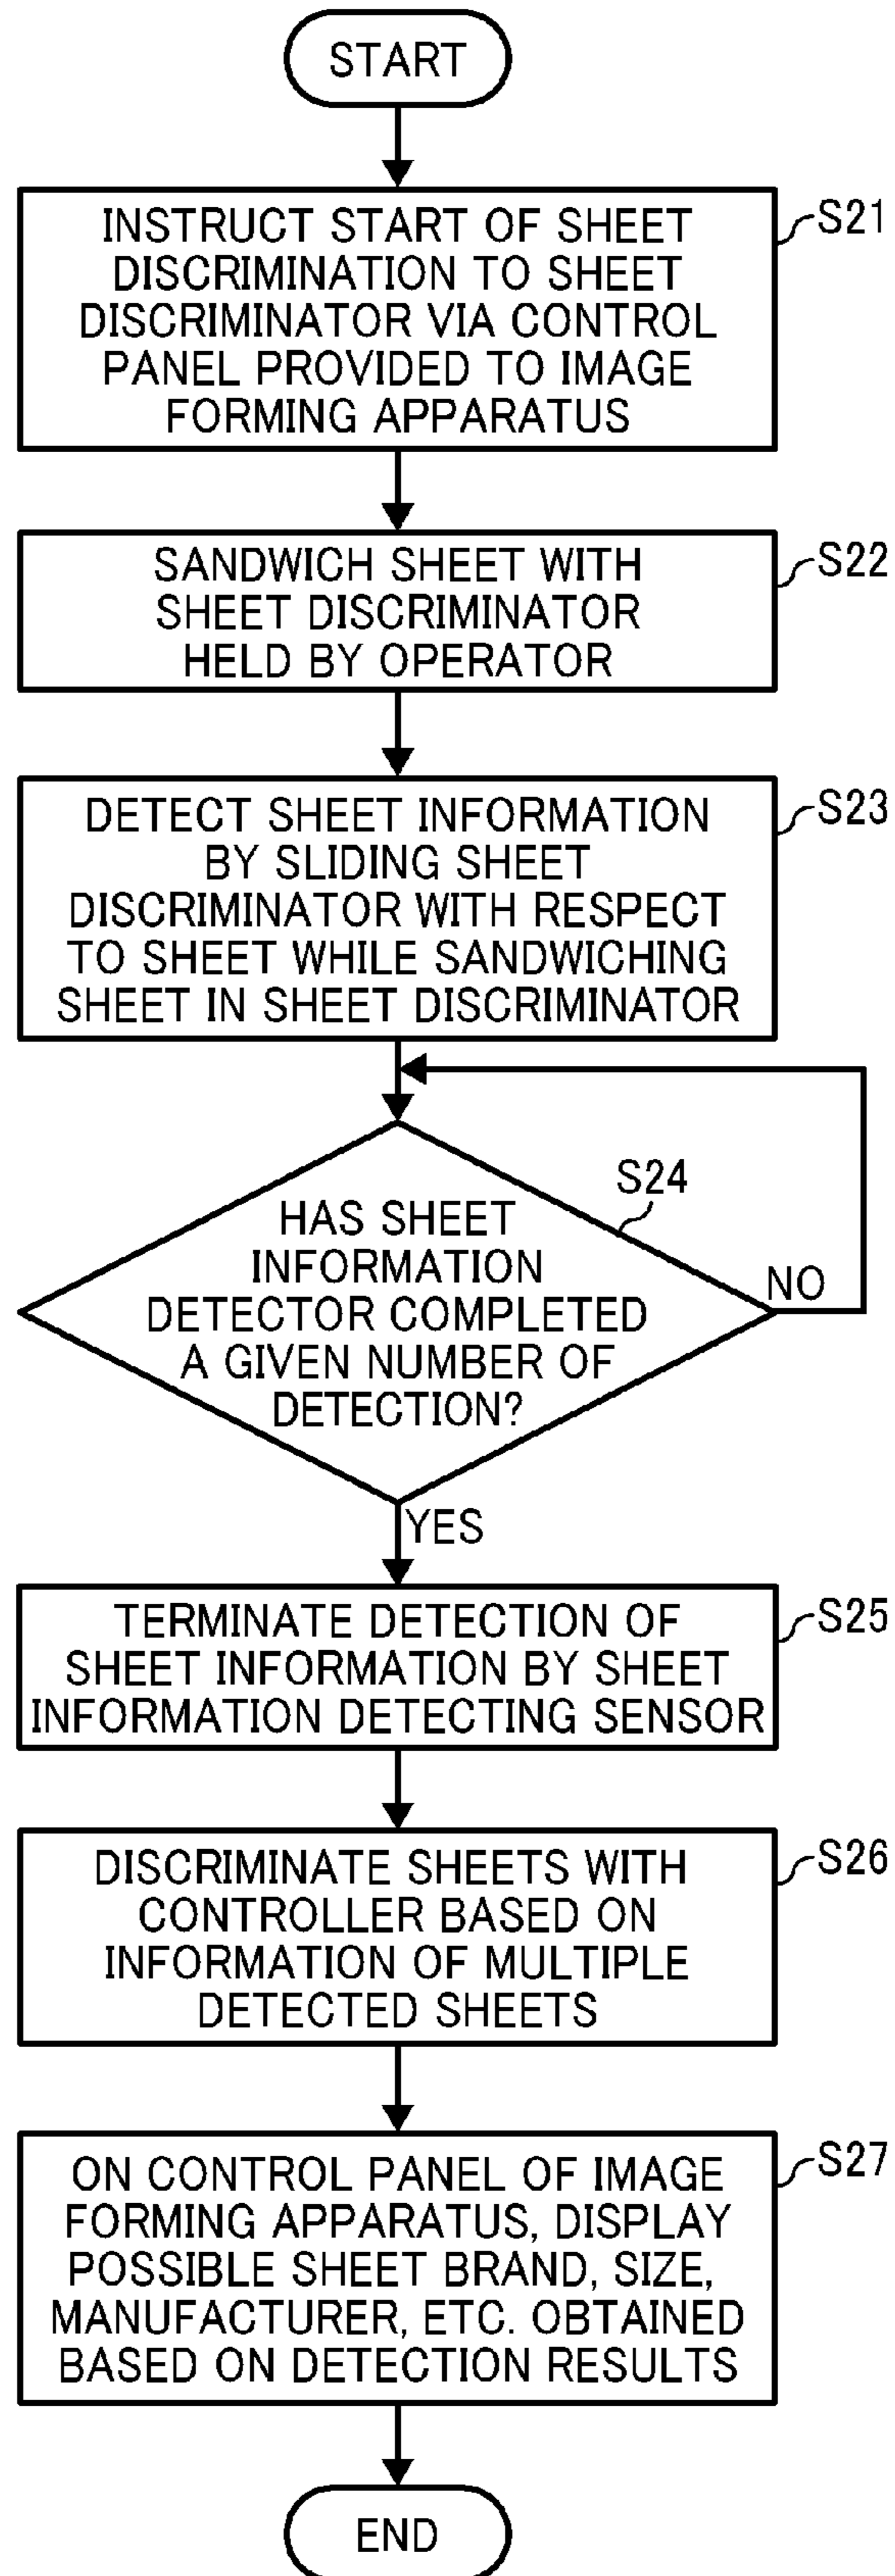 START
INSTRUCT START OF SHEET
DISCRIMINATION TO SHEET
DISCRIMINATOR VIA CONTROL
PANEL PROVIDED TO IMAGE
FORMING APPARATUS
S21
SANDWICH SHEET WITH
SHEET DISCRIMINATOR
HELD BY OPERATOR
S22
DETECT SHEET INFORMATION
BY SLIDING SHEET
DISCRIMINATOR WITH RESPECT
TO SHEET WHILE SANDWICHING
SHEET IN SHEET DISCRIMINATOR
S23
HAS SHEET
INFORMATION
DETECTOR COMPLETED
A GIVEN NUMBER OF
DETECTION?
S24
NO
YES
TERMINATE DETECTION OF
SHEET INFORMATION BY SHEET
INFORMATION DETECTING SENSOR
S25
DISCRIMINATE SHEETS WITH
CONTROLLER BASED ON
INFORMATION OF MULTIPLE
DETECTED SHEETS
S26
ON CONTROL PANEL OF IMAGE
FORMING APPARATUS, DISPLAY
POSSIBLE SHEET BRAND, SIZE,
MANUFACTURER, ETC. OBTAINED
BASED ON DETECTION RESULTS
S27
END